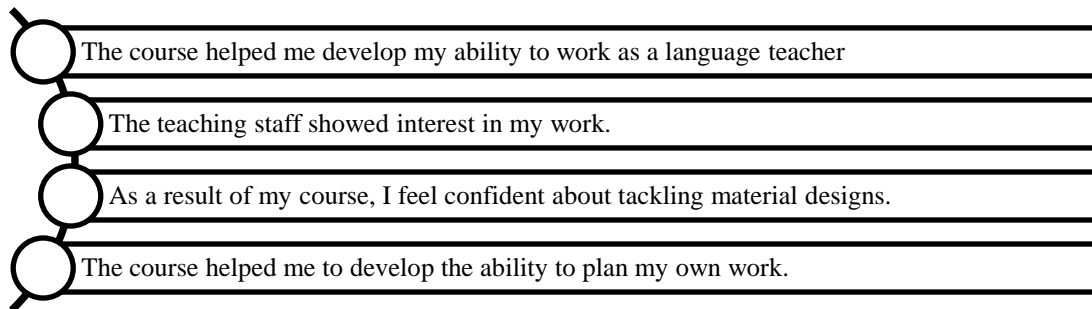 The course helped me develop my ability to work as a language teacher
The teaching staff showed interest in my work.
As a result of my course, I feel confident about tackling material designs.
The course helped me to develop the ability to plan my own work.